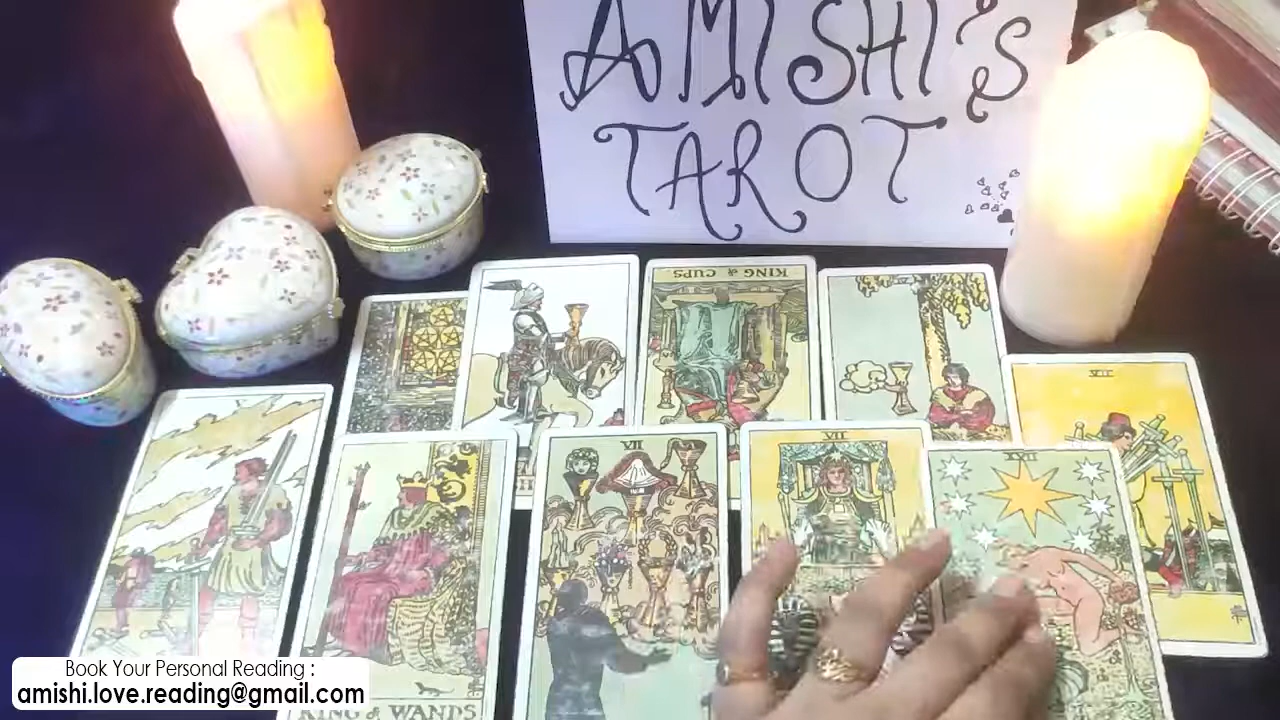 AMISHI's
TAROT
KING of CUPS.
VII
VII
VII
XVII
KING of WANDS
Book Your Personal Reading :
amishi.love.reading@gmail.com